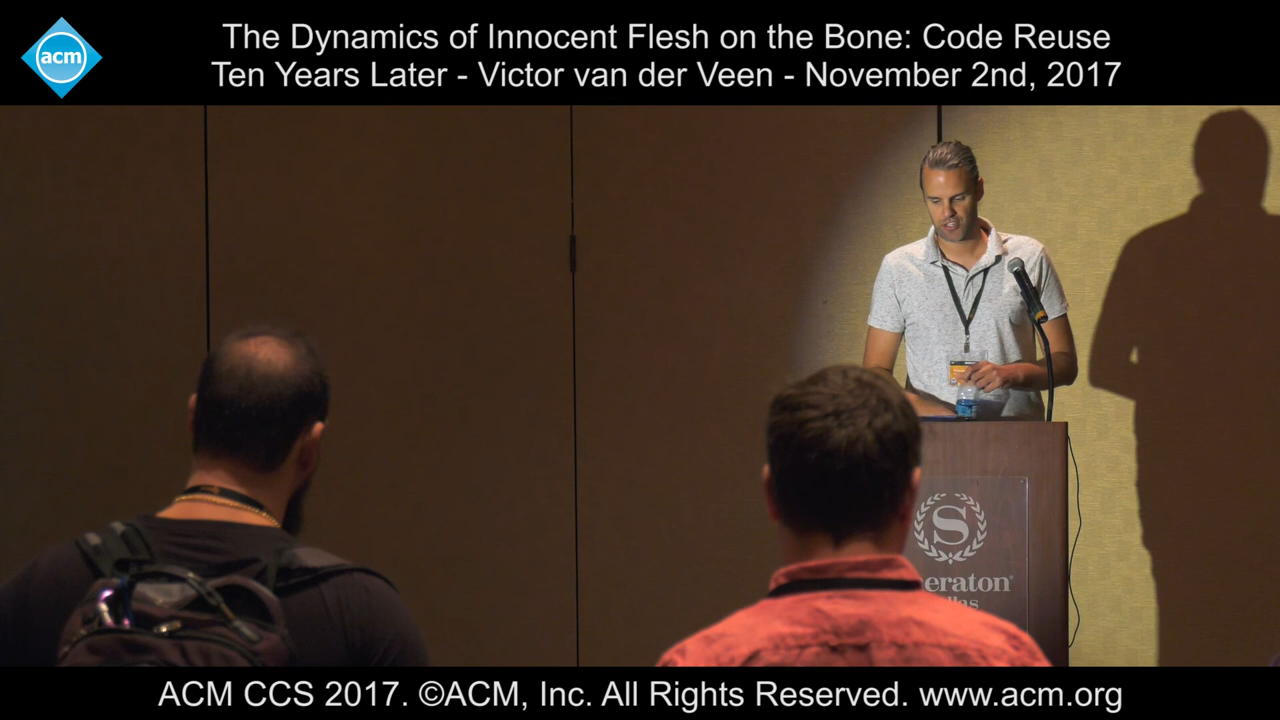 acm
The Dynamics of Innocent Flesh on the Bone: Code Reuse
Ten Years Later - Victor van der Veen - November 2nd, 2017
S
eraton®
llas
ACM CCS 2017. ©ACM, Inc. All Rights Reserved. www.acm.org